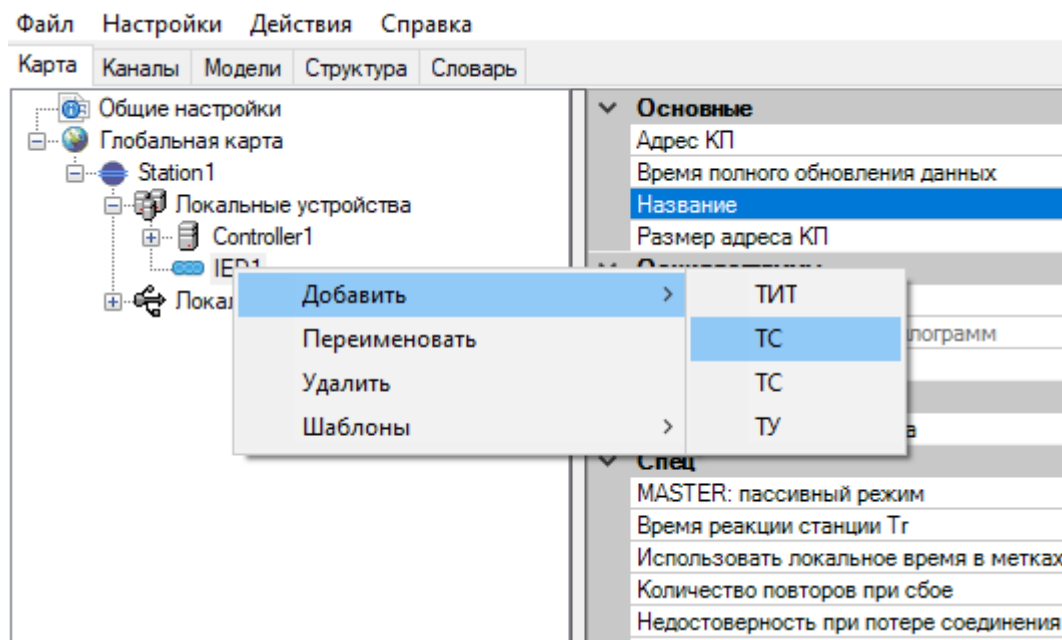 Файл Настройки Действия Справка
Карта Каналы Модели Структура Словарь
Общие настройки
Глобальная карта
Station1
Локальные устройства
Controller1
IED1
Добавить
Переименовать
Удалить
Шаблоны
ТИТ
ТС
ТС
ТУ
Основные
Адрес КП
Время полного обновления данных
Название
Размер адреса КП
Спец
MASTER: пассивный режим
Время реакции станции Tr
Использовать локальное время в метках
Количество повторов при сбое
Недостоверность при потере соединения